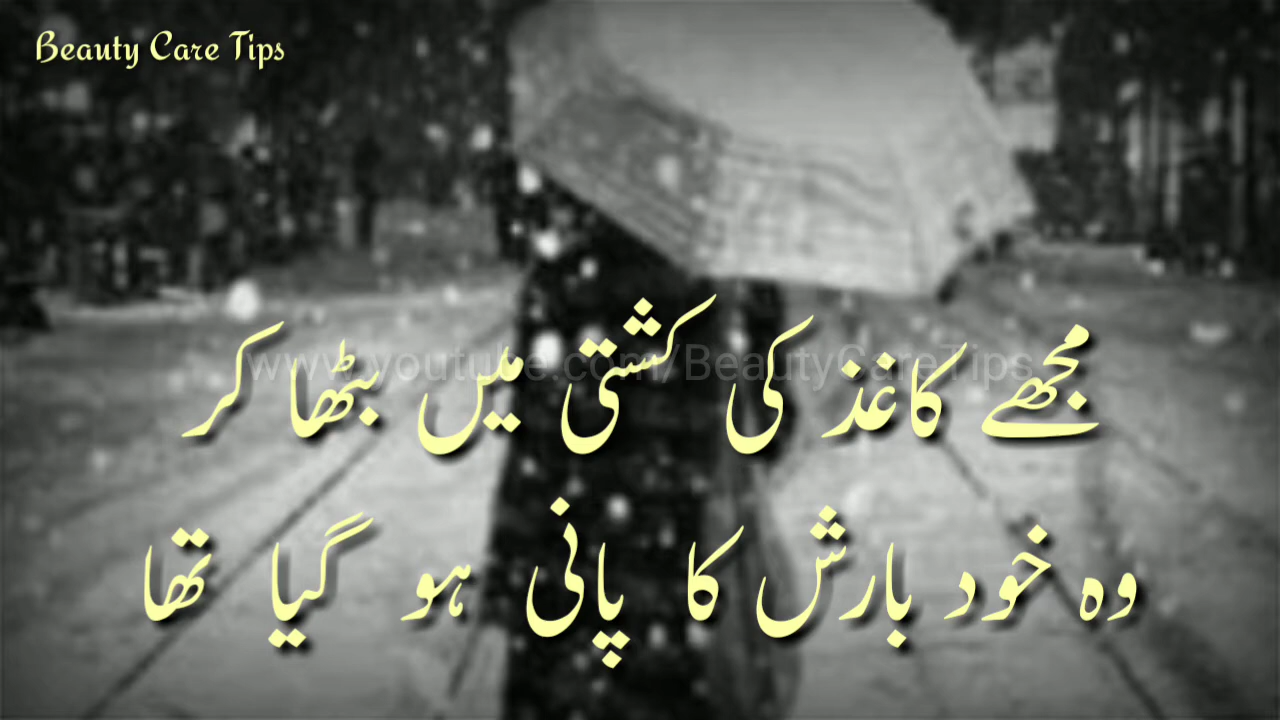 Beauty Care Tips
مجھے کاغذ کی کشتی میں بٹھا کر
www.youtube.com/BeautyCareTips
وہ خود بارش کا پانی ہو گیا تھا